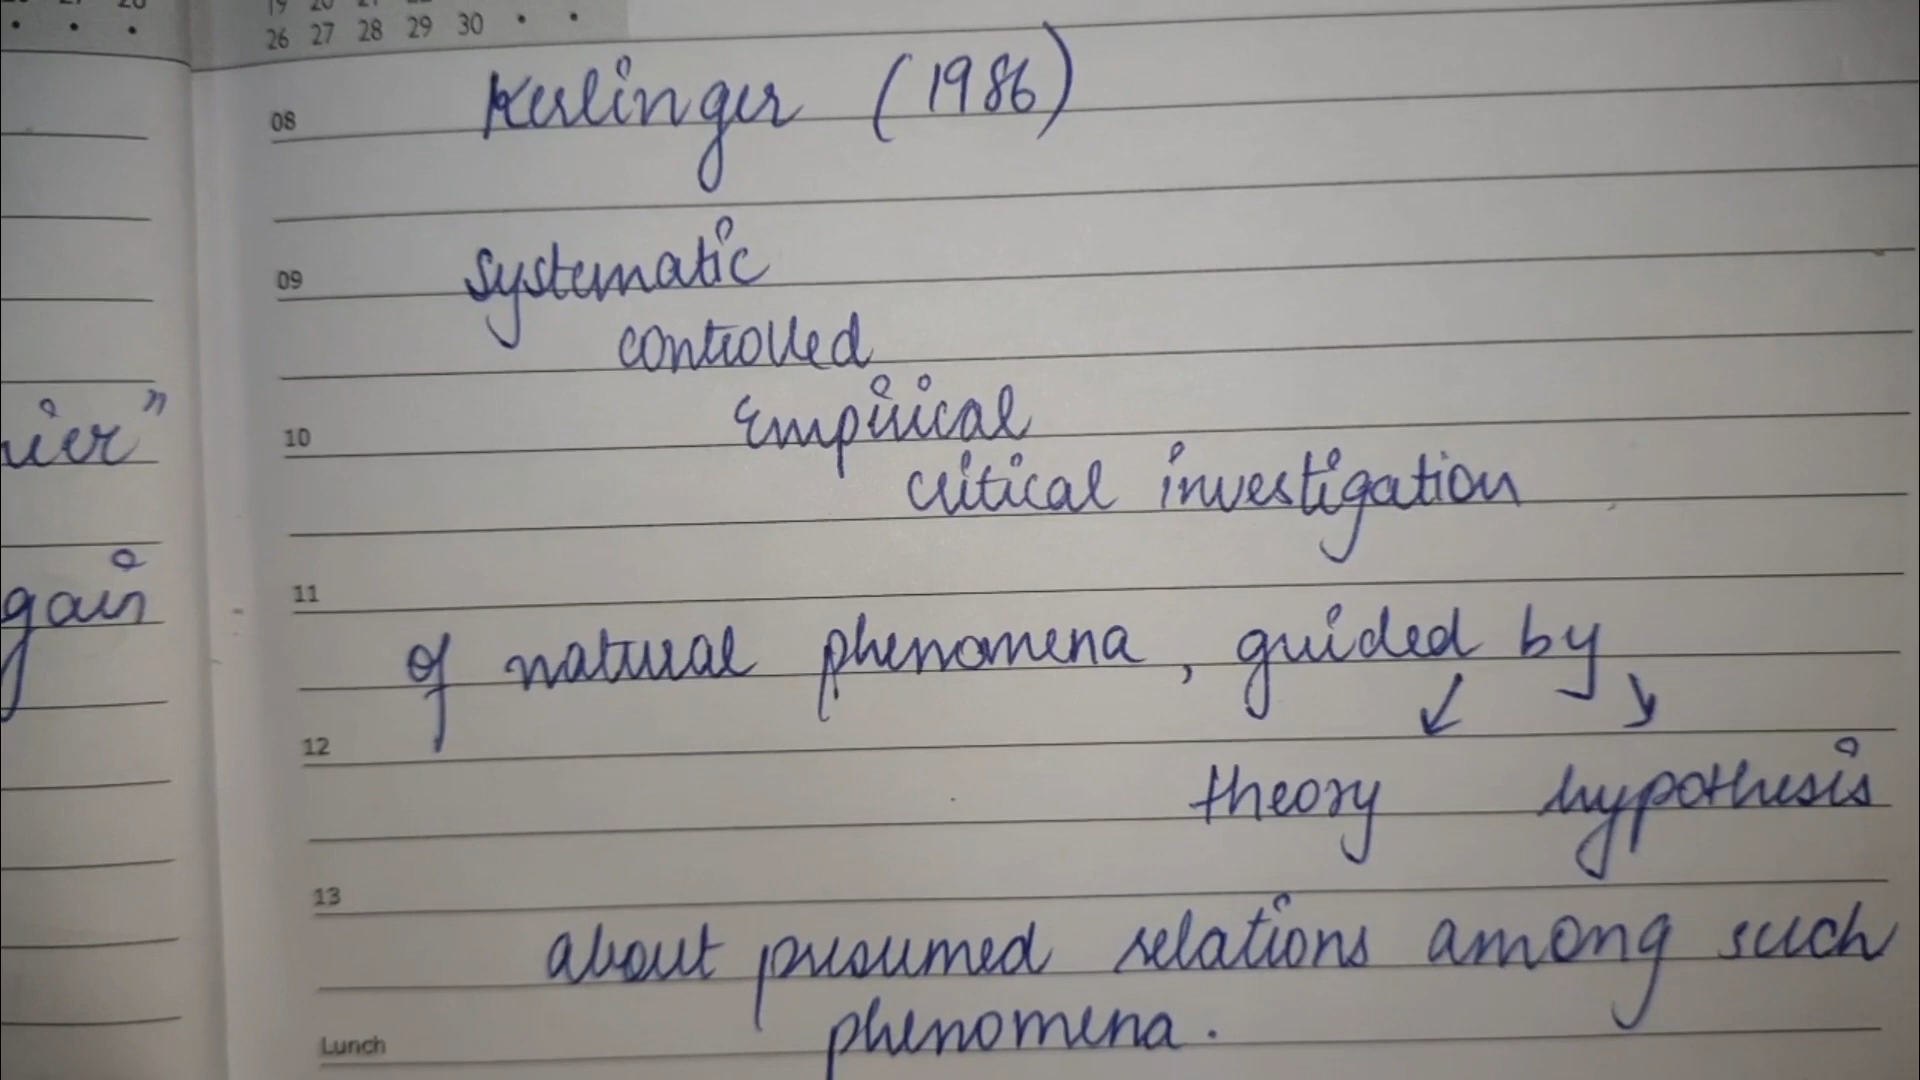 26 27 28 29 30
ier"
gain
08 Kerlinger (1986)
09 systematic
controlled
10 Empirical
critical investigation
11
of natural phenomena, guided by
12
↙ ↘
theory hypothesis
13
about presumed relations among such
Lunch phenomena.